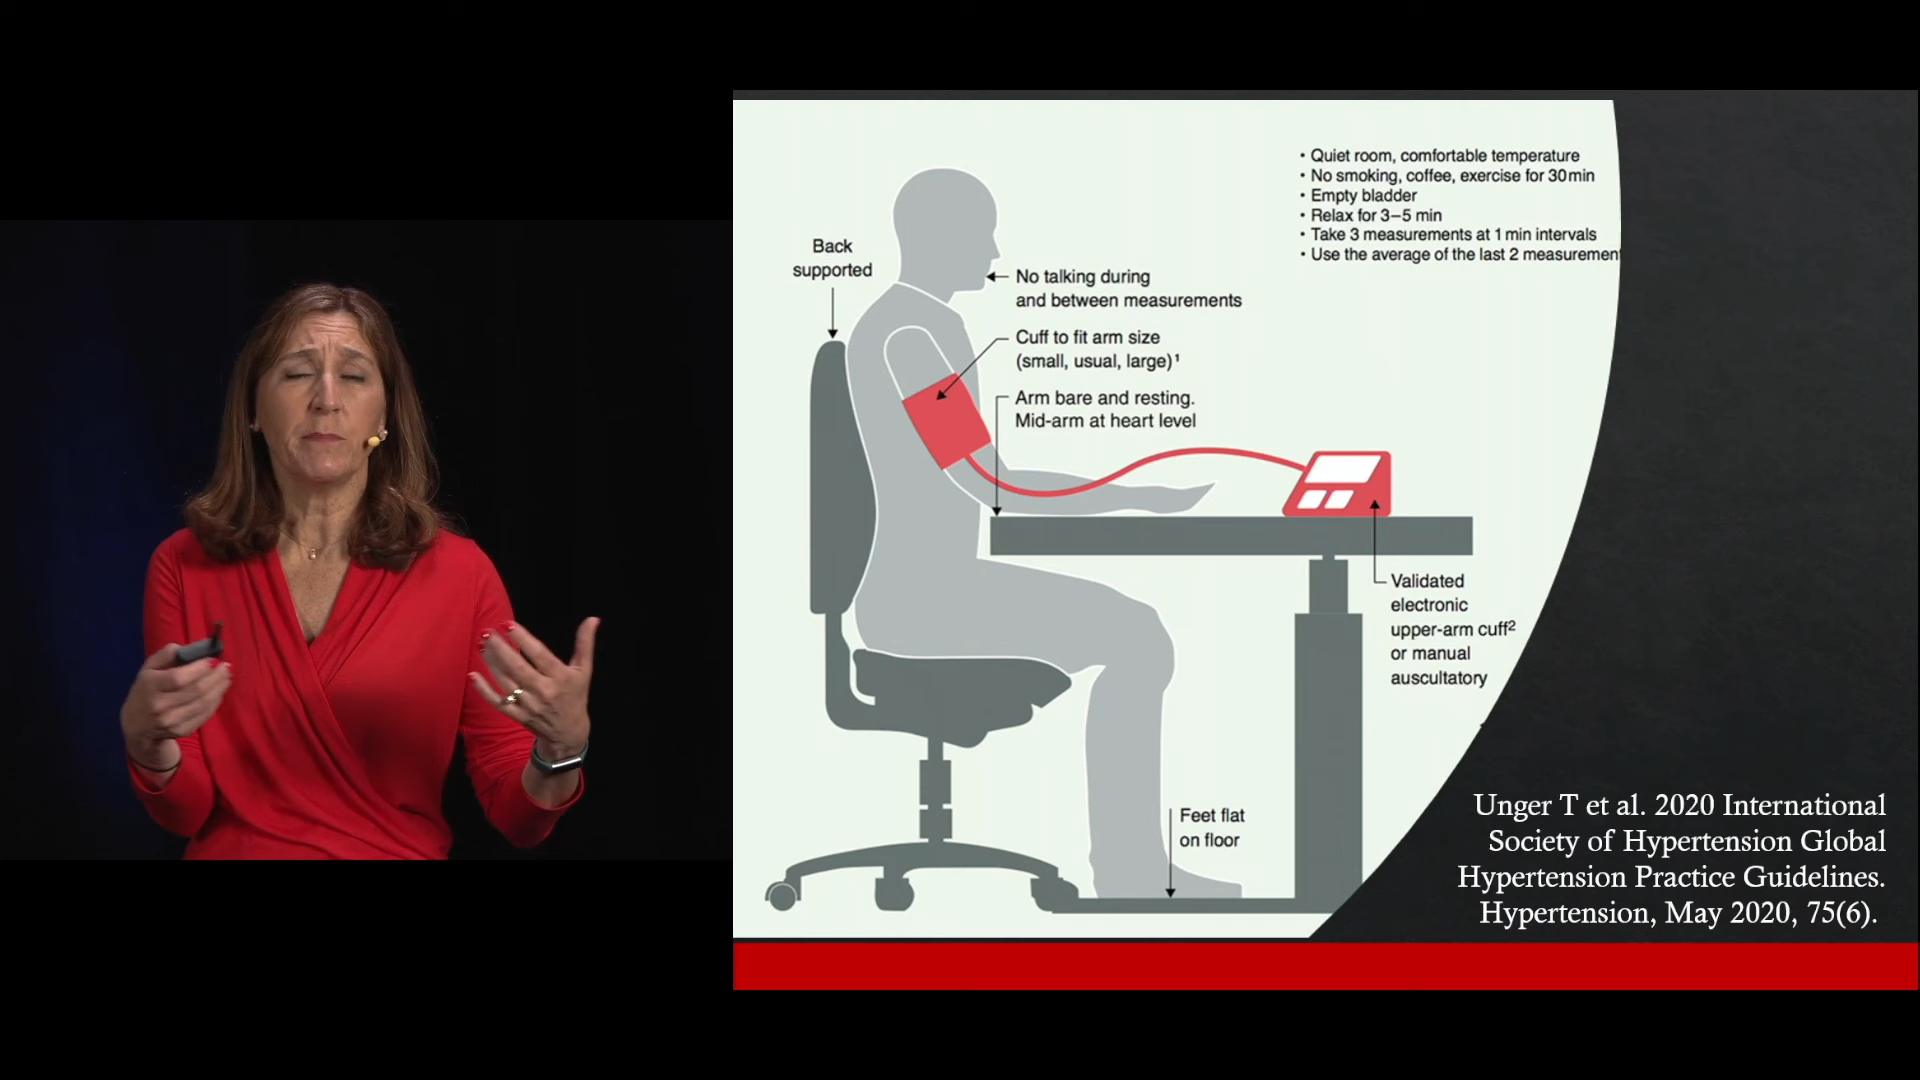 • Quiet room, comfortable temperature
• No smoking, coffee, exercise for 30 min
• Empty bladder
• Relax for 3–5 min
• Take 3 measurements at 1 min intervals
• Use the average of the last 2 measurement
Back
supported
No talking during
and between measurements
Cuff to fit arm size
(small, usual, large)¹
Arm bare and resting.
Mid-arm at heart level
Validated
electronic
upper-arm cuff²
or manual
auscultatory
Feet flat
on floor
Unger T et al. 2020 International
Society of Hypertension Global
Hypertension Practice Guidelines.
Hypertension, May 2020, 75(6).